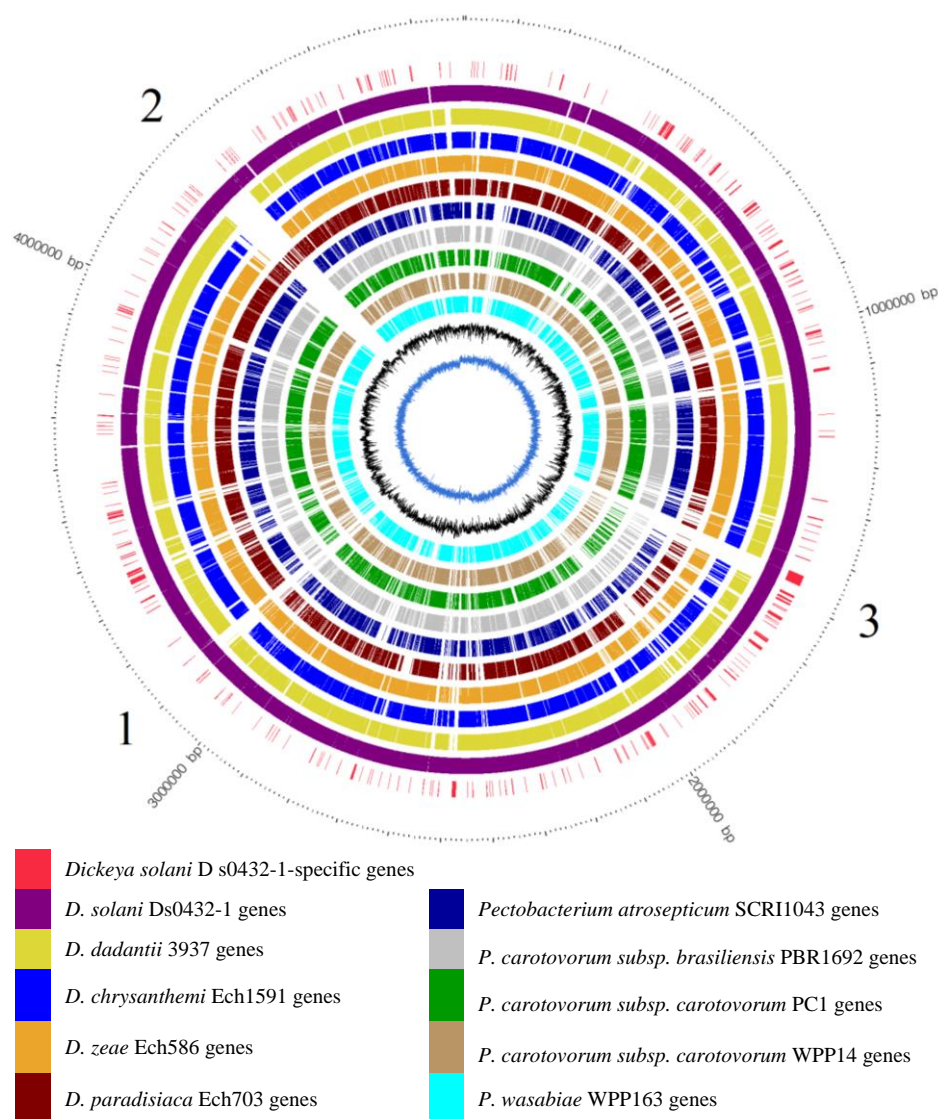 2
4000000 bp
1000000 bp
3
1
3000000 bp
2000000 bp
Dickeya solani D s0432-1-specific genes
D. solani Ds0432-1 genes
D. dadantii 3937 genes
D. chrysanthemi Ech1591 genes
D. zeae Ech586 genes
D. paradisiaca Ech703 genes
Pectobacterium atrosepticum SCRI1043 genes
P. carotovorum subsp. brasiliensis PBR1692 genes
P. carotovorum subsp. carotovorum PC1 genes
P. carotovorum subsp. carotovorum WPP14 genes
P. wasabiae WPP163 genes